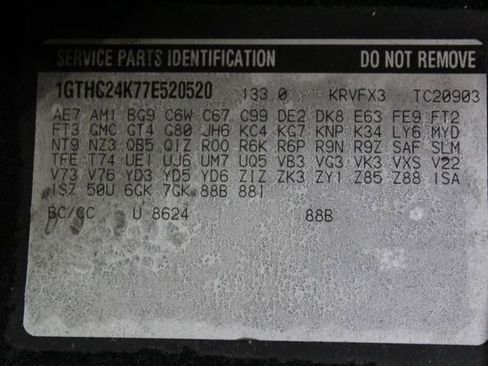 SERVICE PARTS IDENTIFICATION DO NOT REMOVE
1GTHC24K77E520520 133 0 KRVFX3 TC20903
AE7 AM1 BG9 C6W C67 C99 DE2 DK8 E63 FE9 FT2
FT3 GMC GT4 G80 JH6 KC4 KG7 KNP K34 LY6 MYD
NT9 NZ3 QB5 QIZ R00 R6K R6P R9N R9Z SAF SLM
TFE T74 UE1 UJ6 UM7 UQ5 VB3 VG3 VK3 VXS V22
V73 V76 YD3 YD5 YD6 ZIZ ZK3 ZY1 Z85 Z88 ISA
ISZ 50U 6GK 7GK 88B 88I
BC/CC U 8624 88B